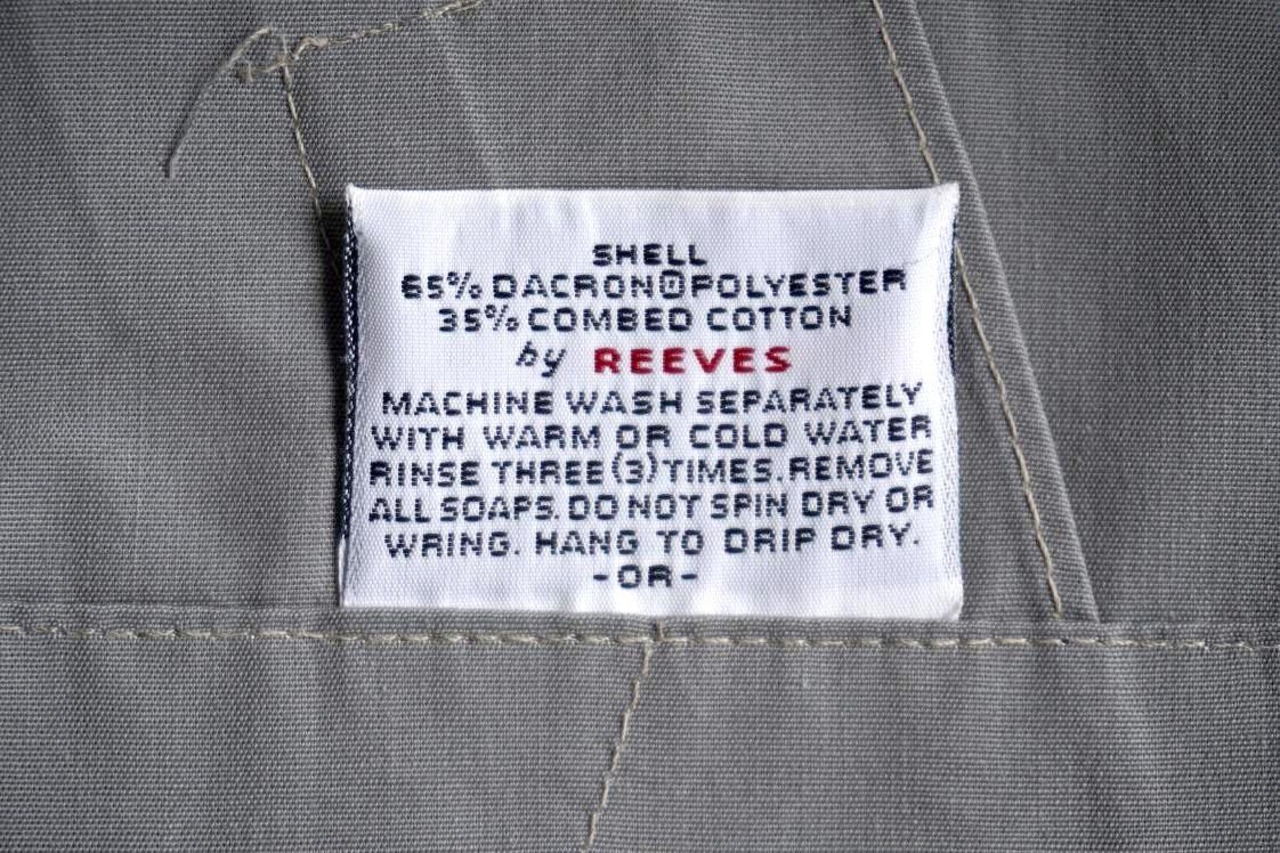 SHELL
65% DACRON® POLYESTER
35% COMBED COTTON
by REEVES
MACHINE WASH SEPARATELY
WITH WARM OR COLD WATER
RINSE THREE (3) TIMES. REMOVE
ALL SOAPS. DO NOT SPIN DRY OR
WRING. HANG TO DRIP DRY.
-OR-